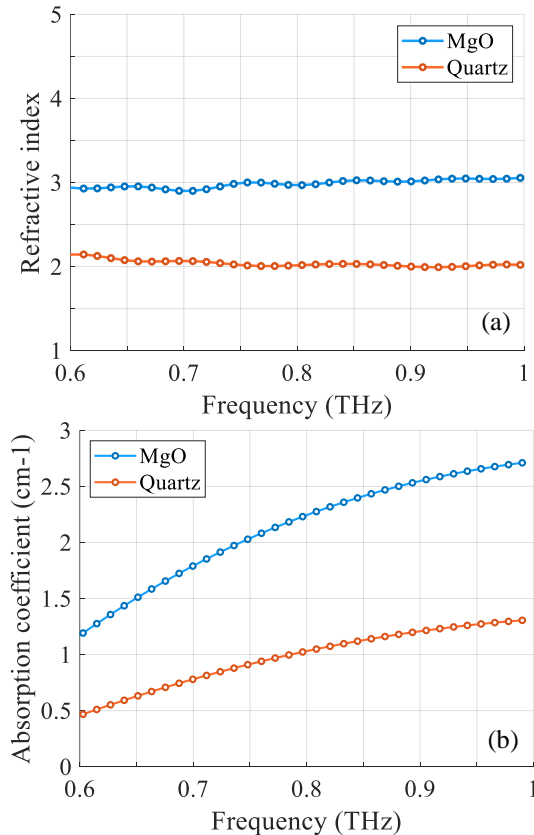 5
4
3
2
1
Refractive index
MgO
Quartz
(a)
0.6
0.7
0.8
0.9
1
Frequency (THz)
3
2.5
2
1.5
1
0.5
0
Absorption coefficient (cm-1)
MgO
Quartz
(b)
0.6
0.7
0.8
0.9
1
Frequency (THz)